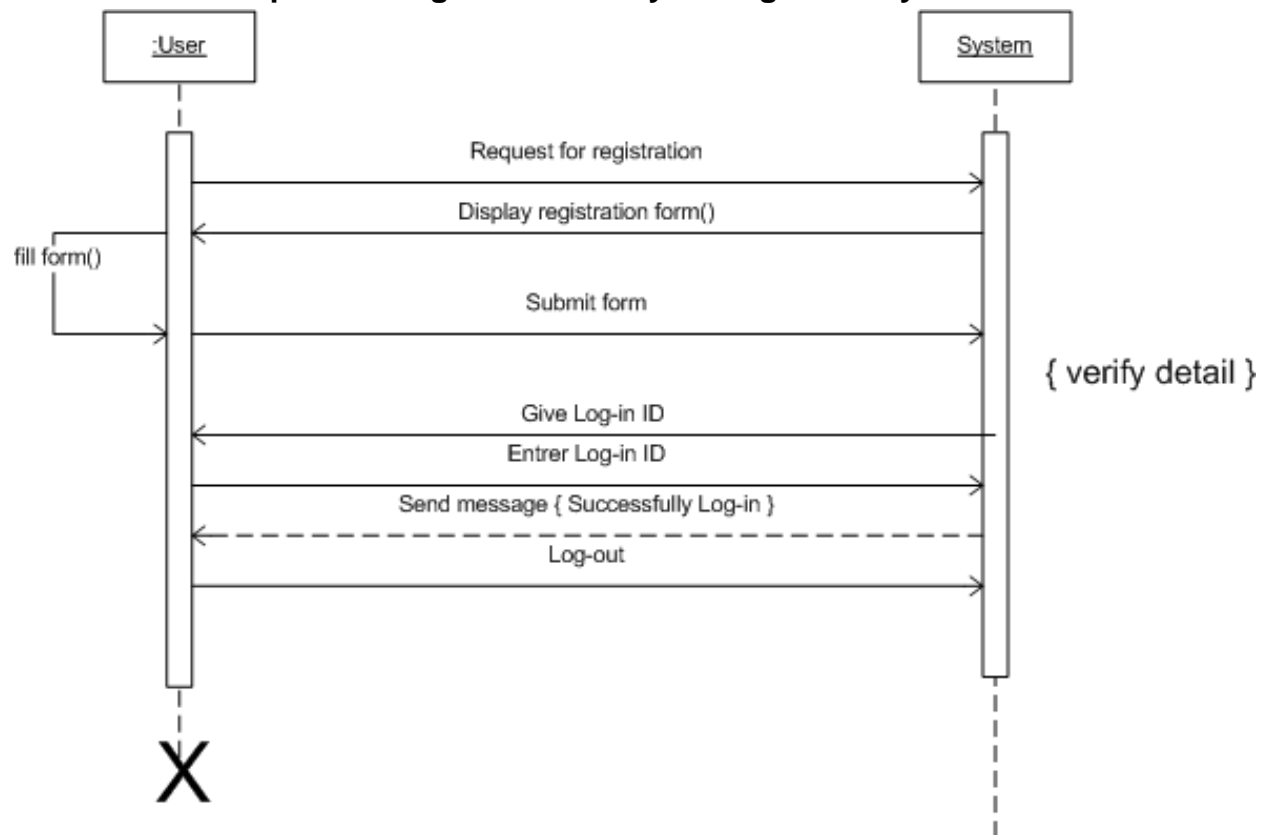 :User
System
Request for registration
Display registration form()
fill form()
Submit form
{ verify detail }
Give Log-in ID
Entrer Log-in ID
Send message { Successfully Log-in }
Log-out
X